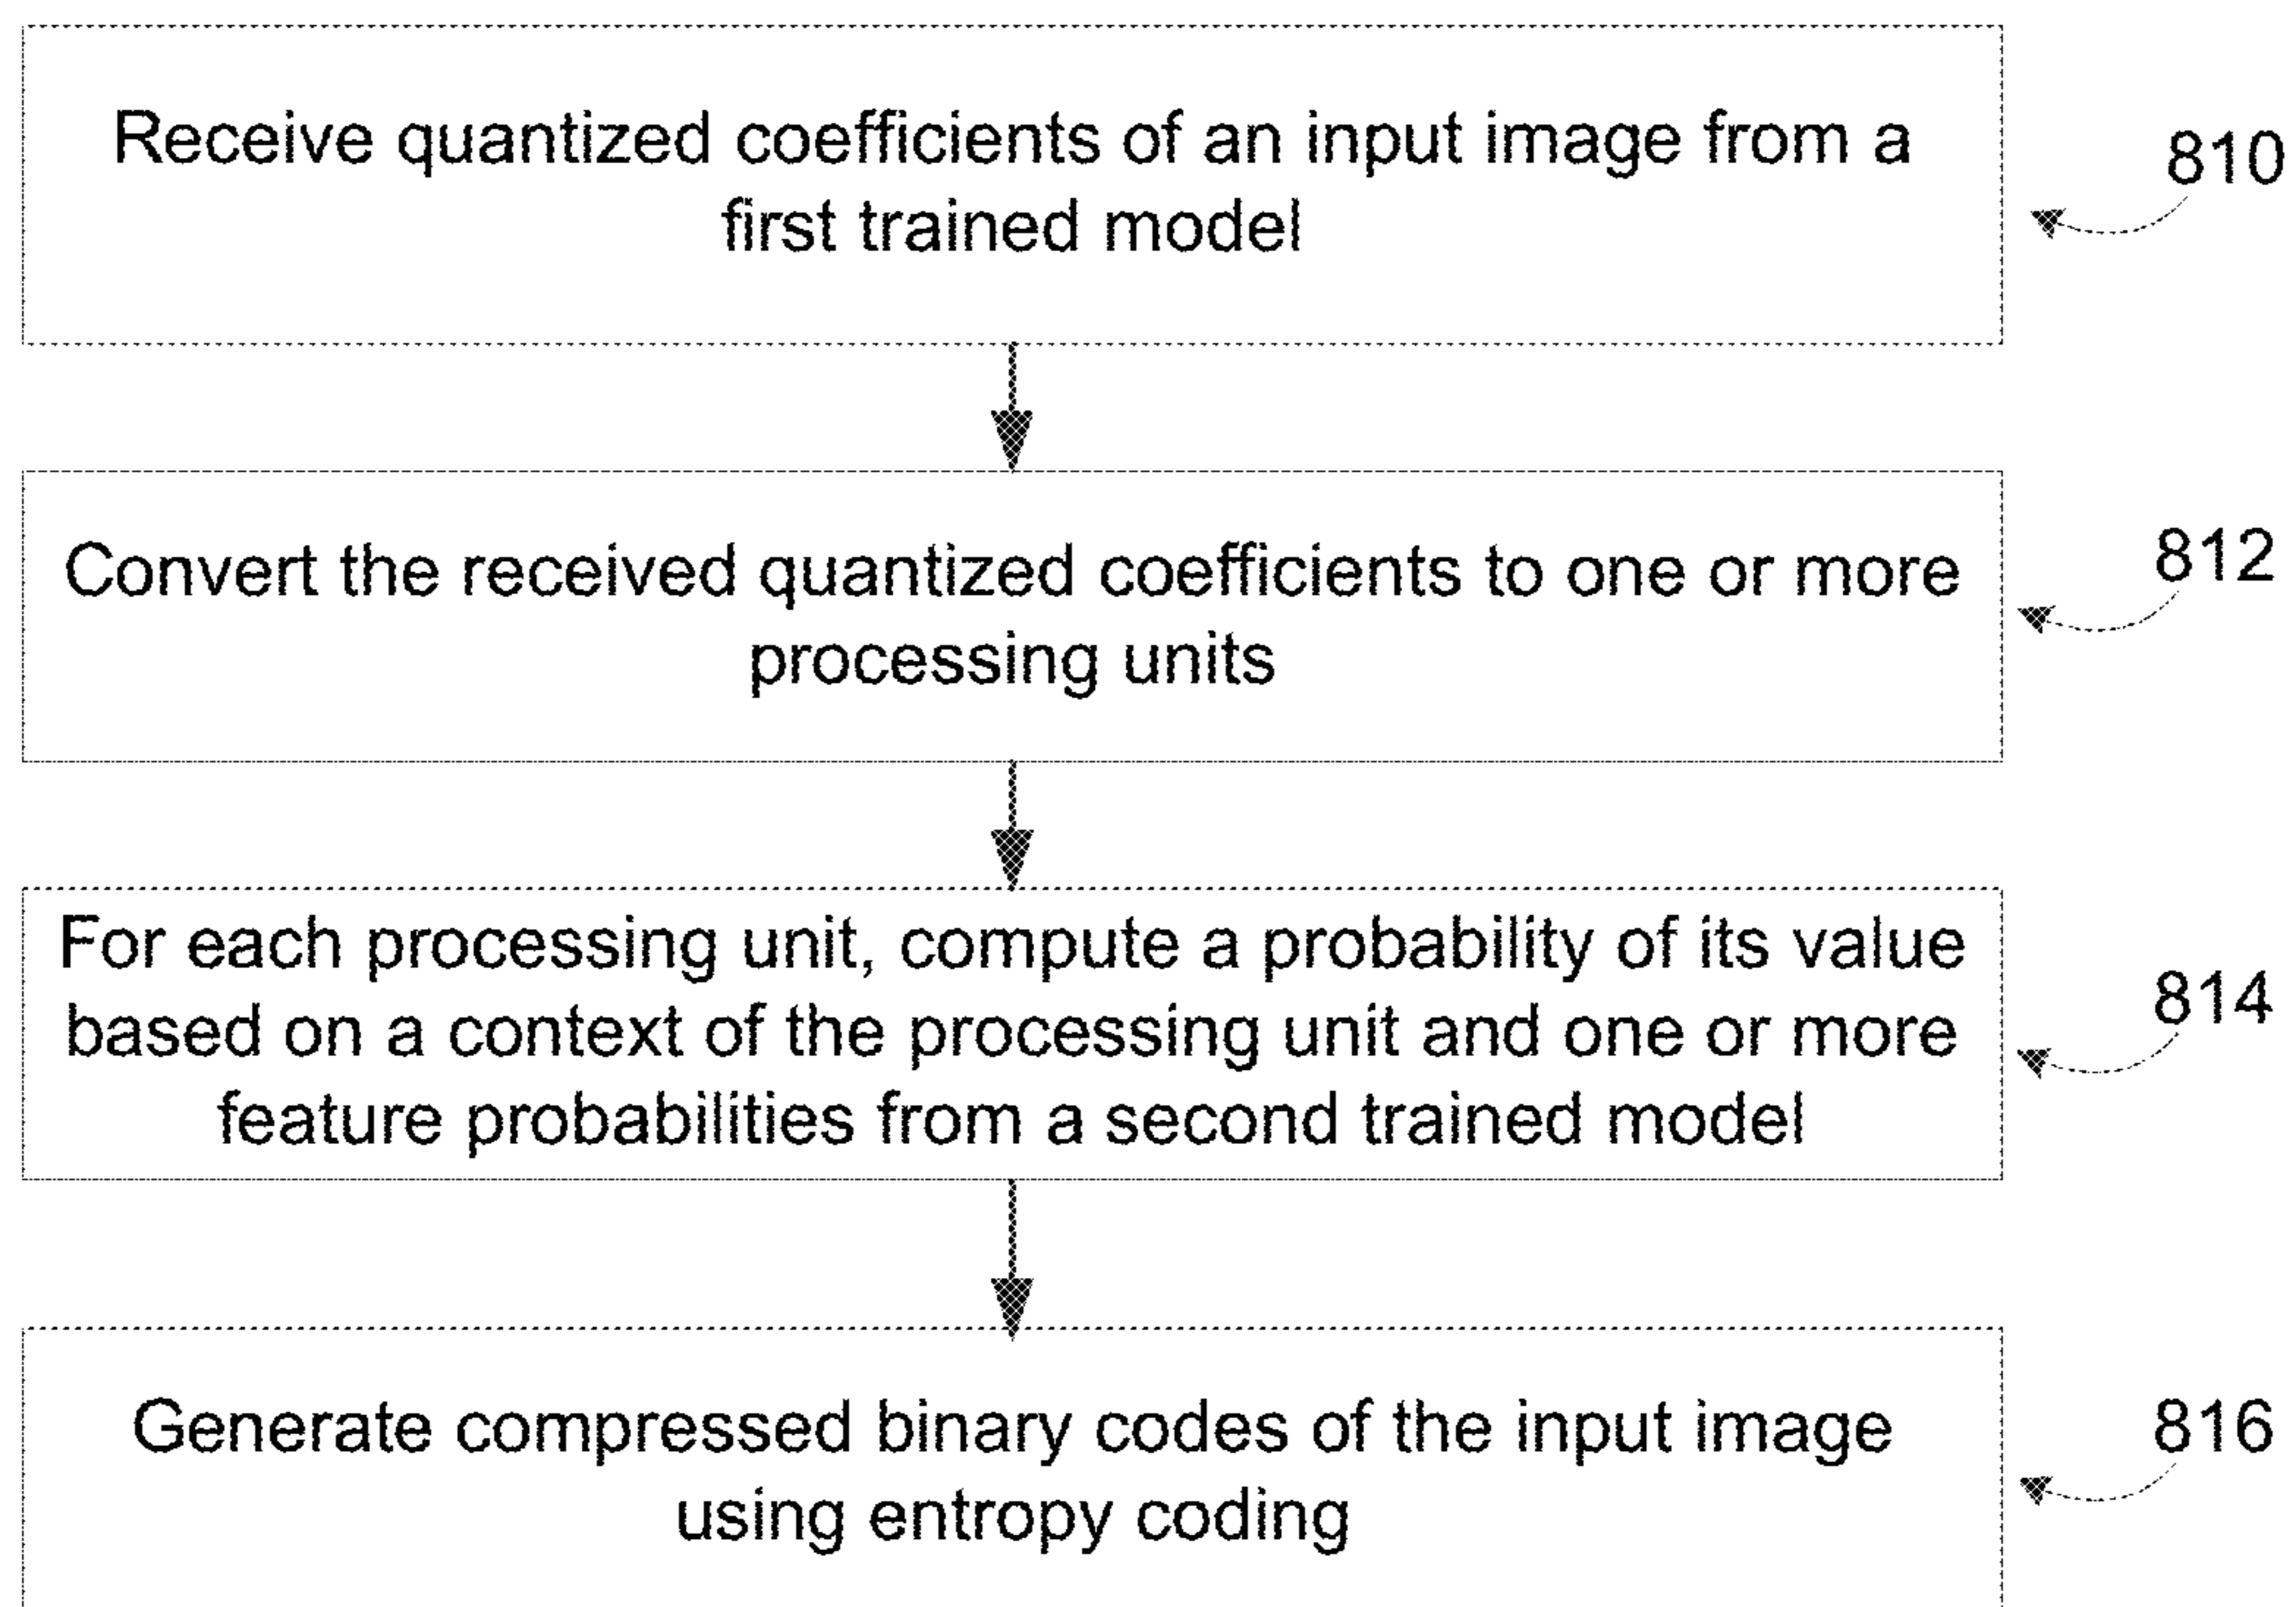 Receive quantized coefficients of an input image from a
first trained model
810
Convert the received quantized coefficients to one or more
processing units
812
For each processing unit, compute a probability of its value
based on a context of the processing unit and one or more
feature probabilities from a second trained model
814
Generate compressed binary codes of the input image
using entropy coding
816